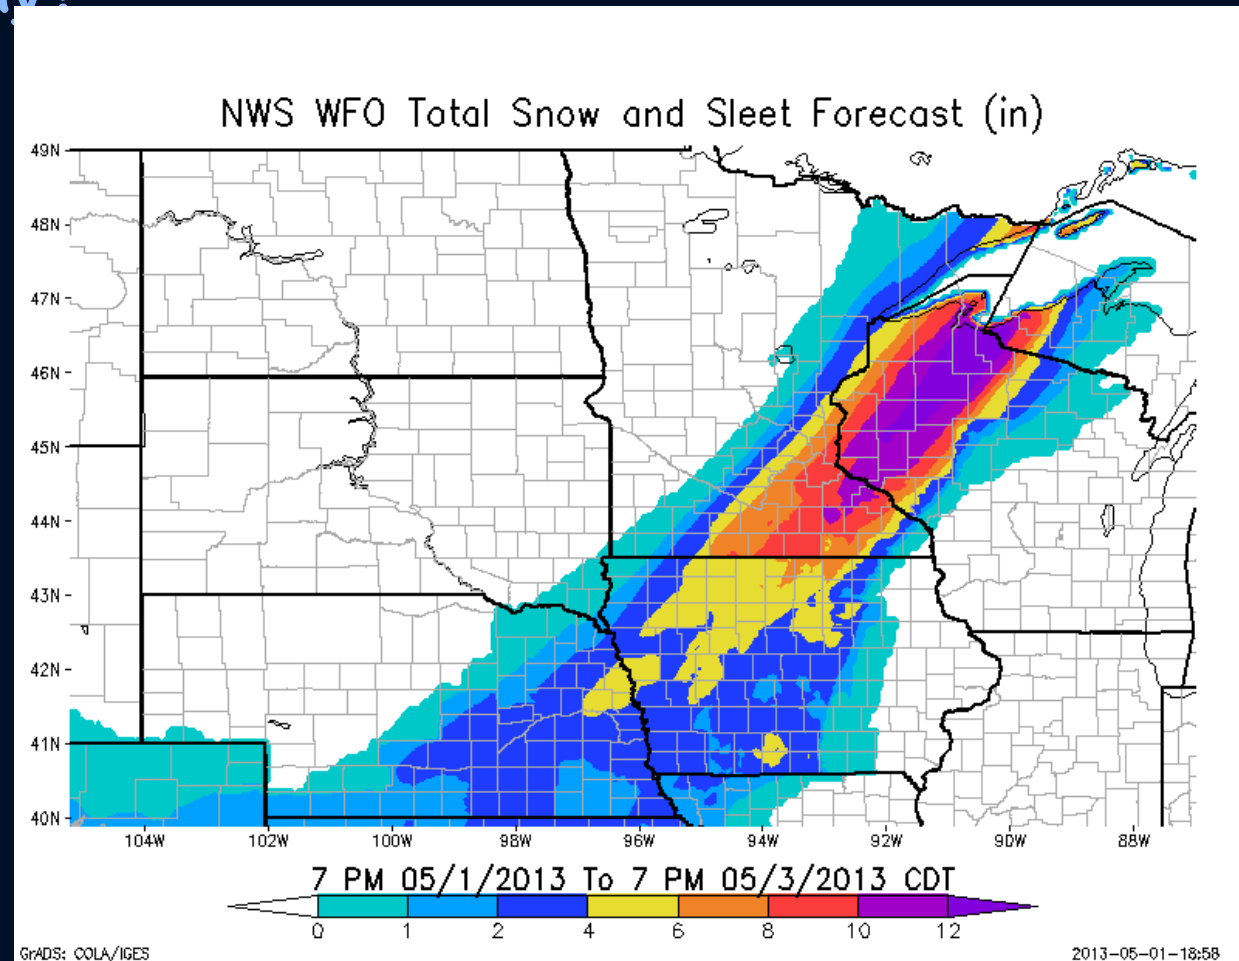 NWS WFO Total Snow and Sleet Forecast (in)
49N
48N
47N
46N
45N
44N
43N
42N
41N
40N
104W 102W 100W 98W 96W 94W 92W 90W 88W
7 PM 05/1/2013 To 7 PM 05/3/2013 CDT
0 1 2 4 6 8 10 12
GrADS: COLA/IGES
2013-05-01-18:58